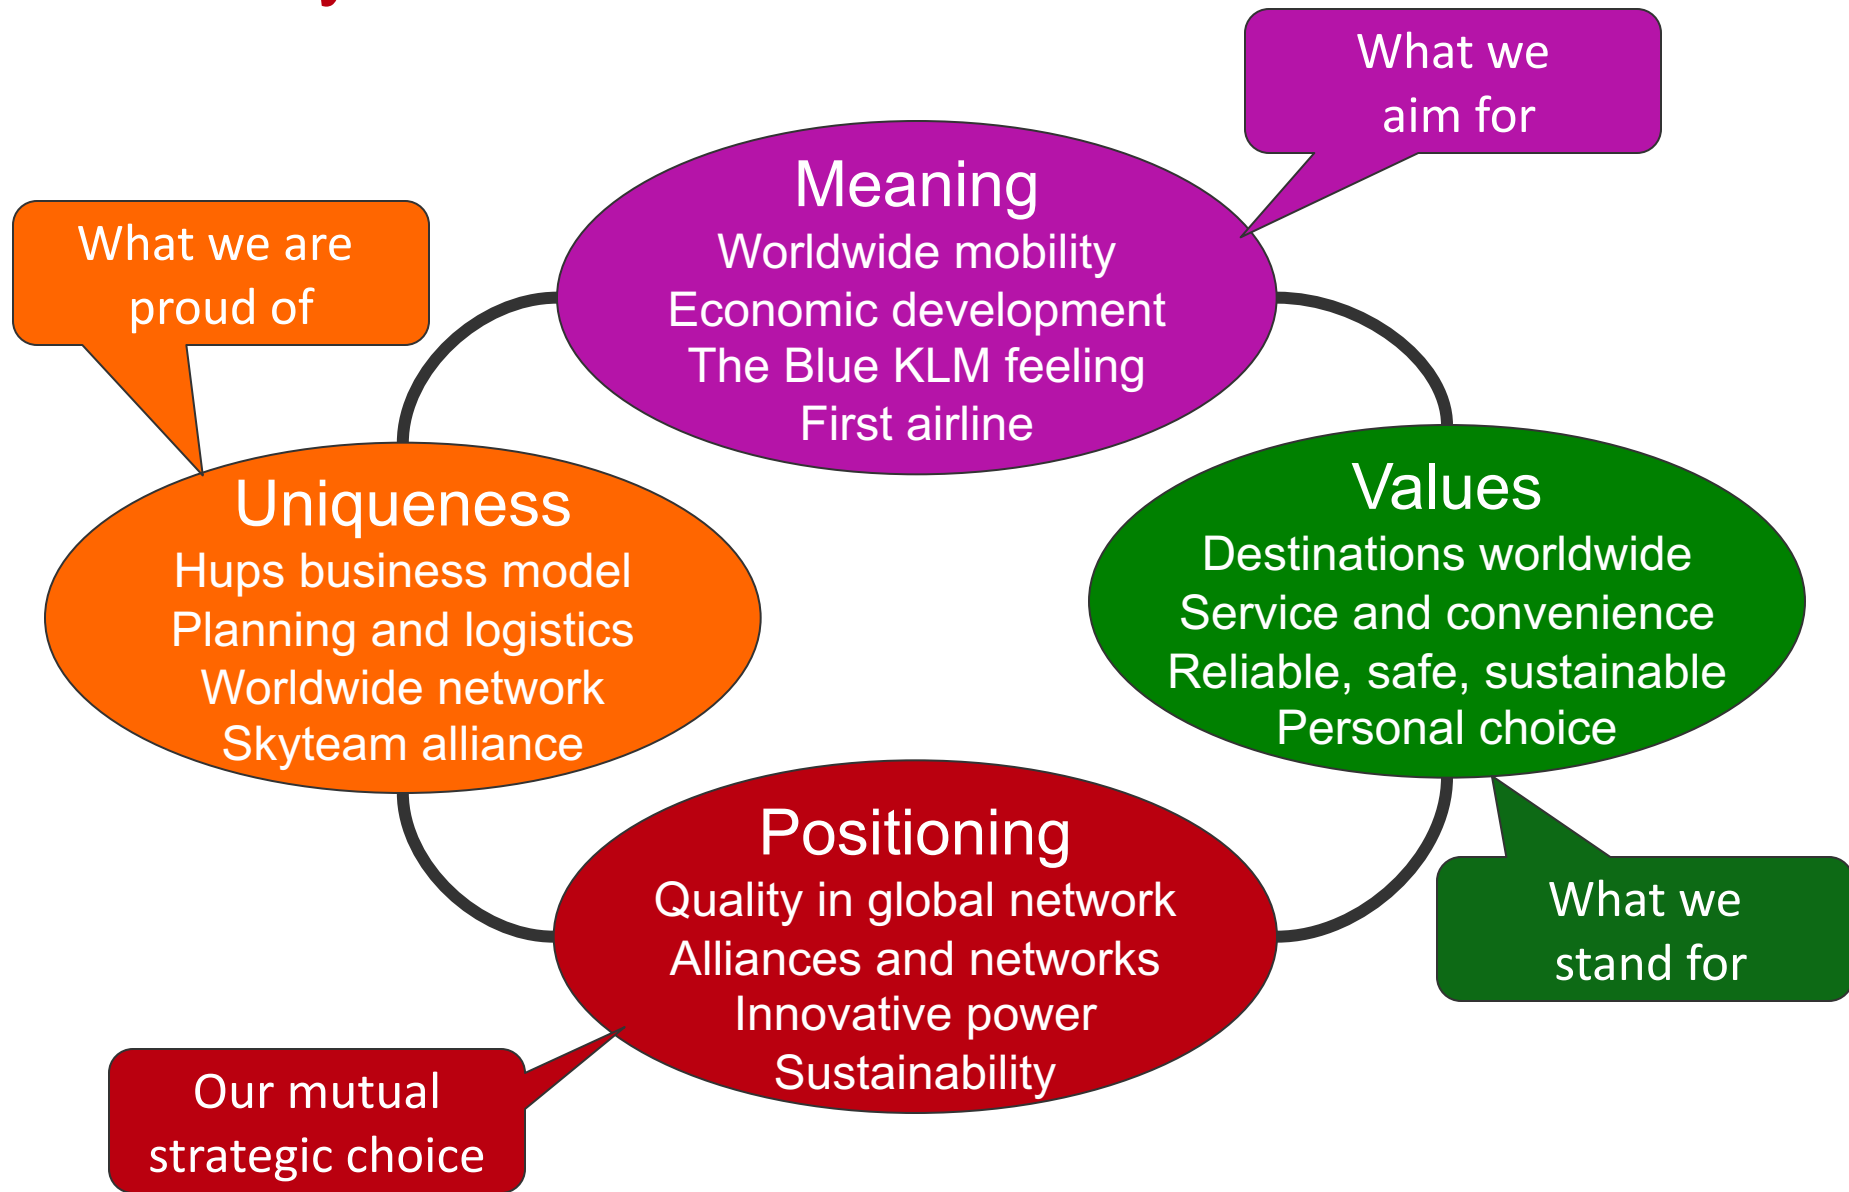 What we
aim for
Meaning
Worldwide mobility
Economic development
The Blue KLM feeling
First airline
What we are
proud of
Uniqueness
Hups business model
Planning and logistics
Worldwide network
Skyteam alliance
Values
Destinations worldwide
Service and convenience
Reliable, safe, sustainable
Personal choice
What we
stand for
Positioning
Quality in global network
Alliances and networks
Innovative power
Sustainability
Our mutual
strategic choice